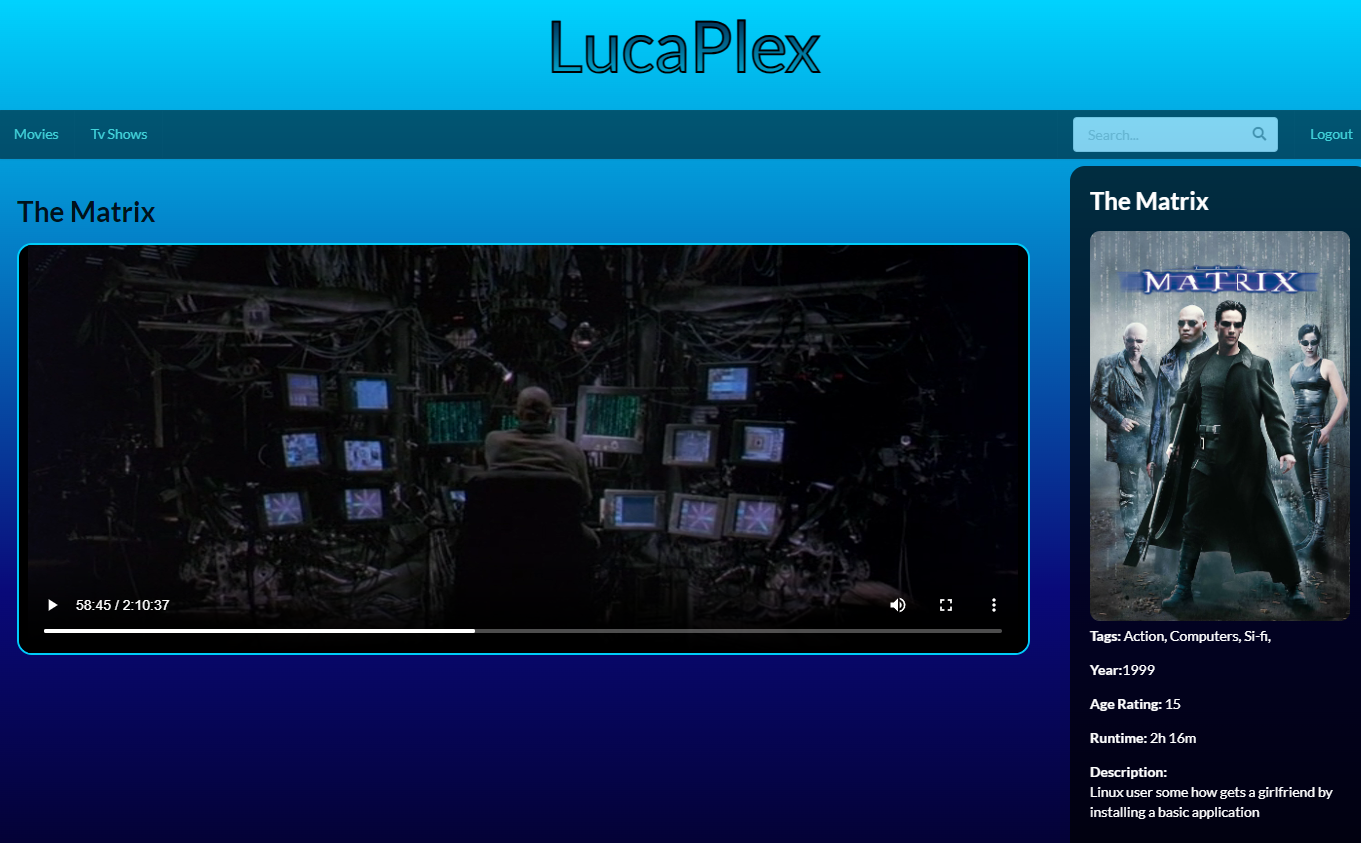 LucaPlex
Movies
Tv Shows
Search...
Logout
The Matrix
58:45 / 2:10:37
The Matrix
MATRIX
Tags: Action, Computers, Si-fi,
Year:1999
Age Rating: 15
Runtime: 2h 16m
Description:
Linux user some how gets a girlfriend by
installing a basic application